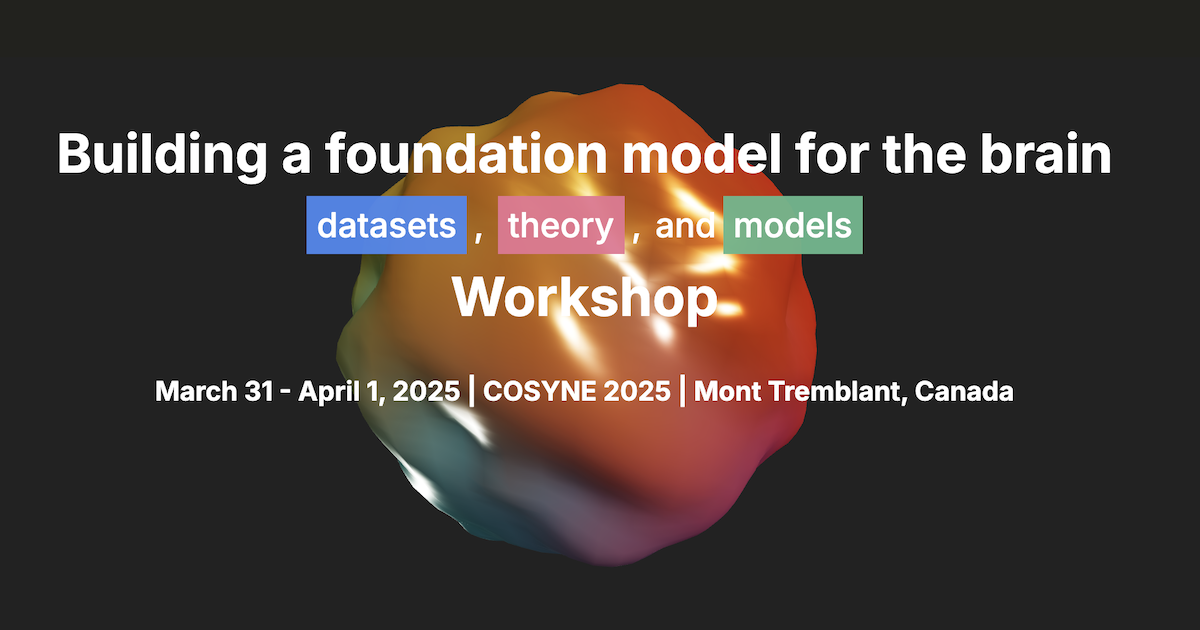 Building a foundation model for the brain
datasets , theory , and models
Workshop
March 31 - April 1, 2025 | COSYNE 2025 | Mont Tremblant, Canada